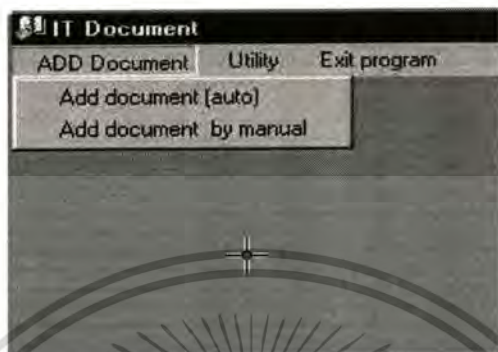 IT Document
ADD Document Utility Exit program
Add document (auto)
Add document by manual